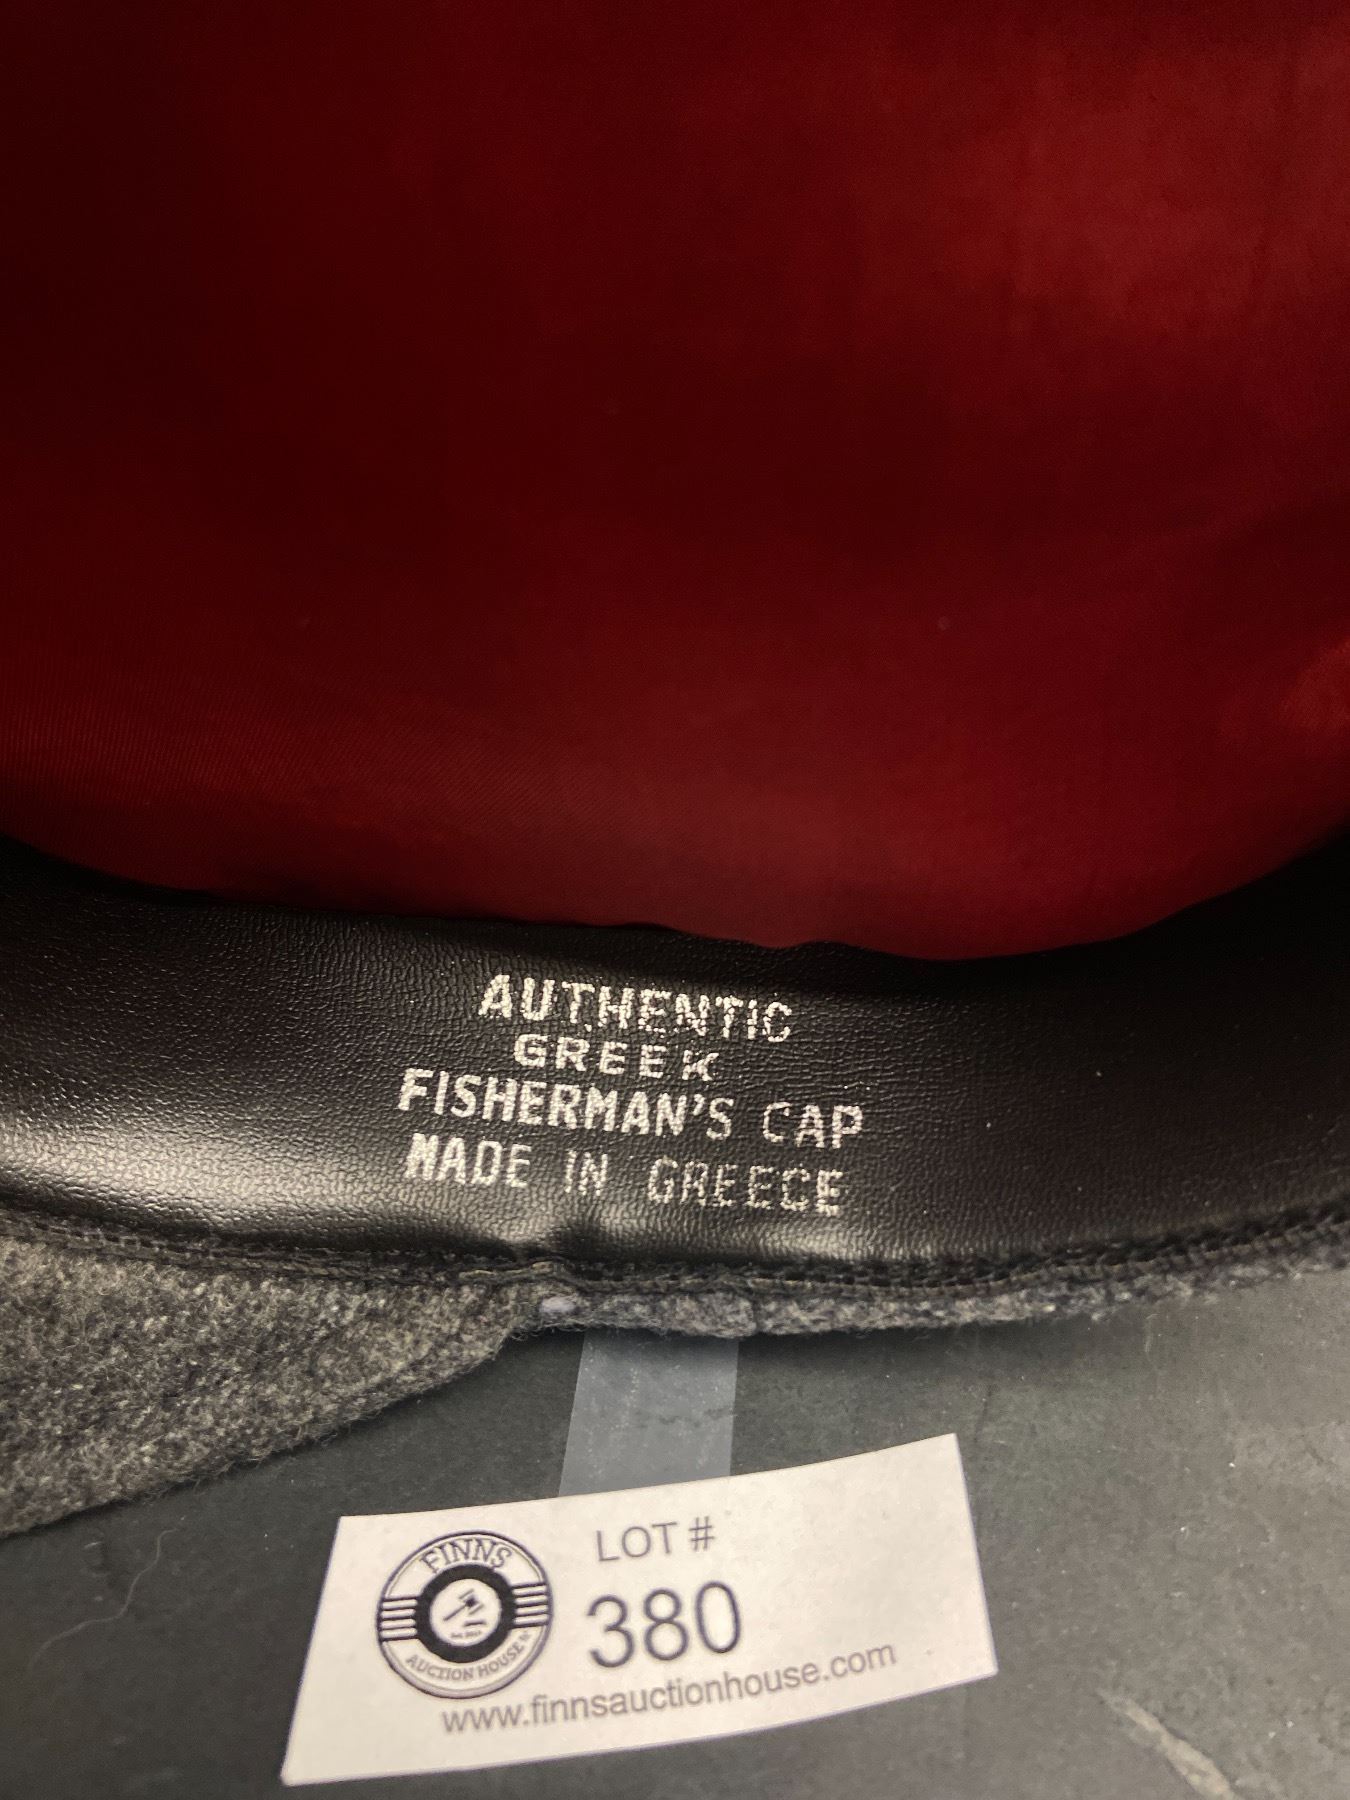 AUTHENTIC
GREEK
FISHERMAN'S CAP
MADE IN GREECE
LOT #
380
www.finnsauctionhouse.com
FINNS
AUCTION HOUSE